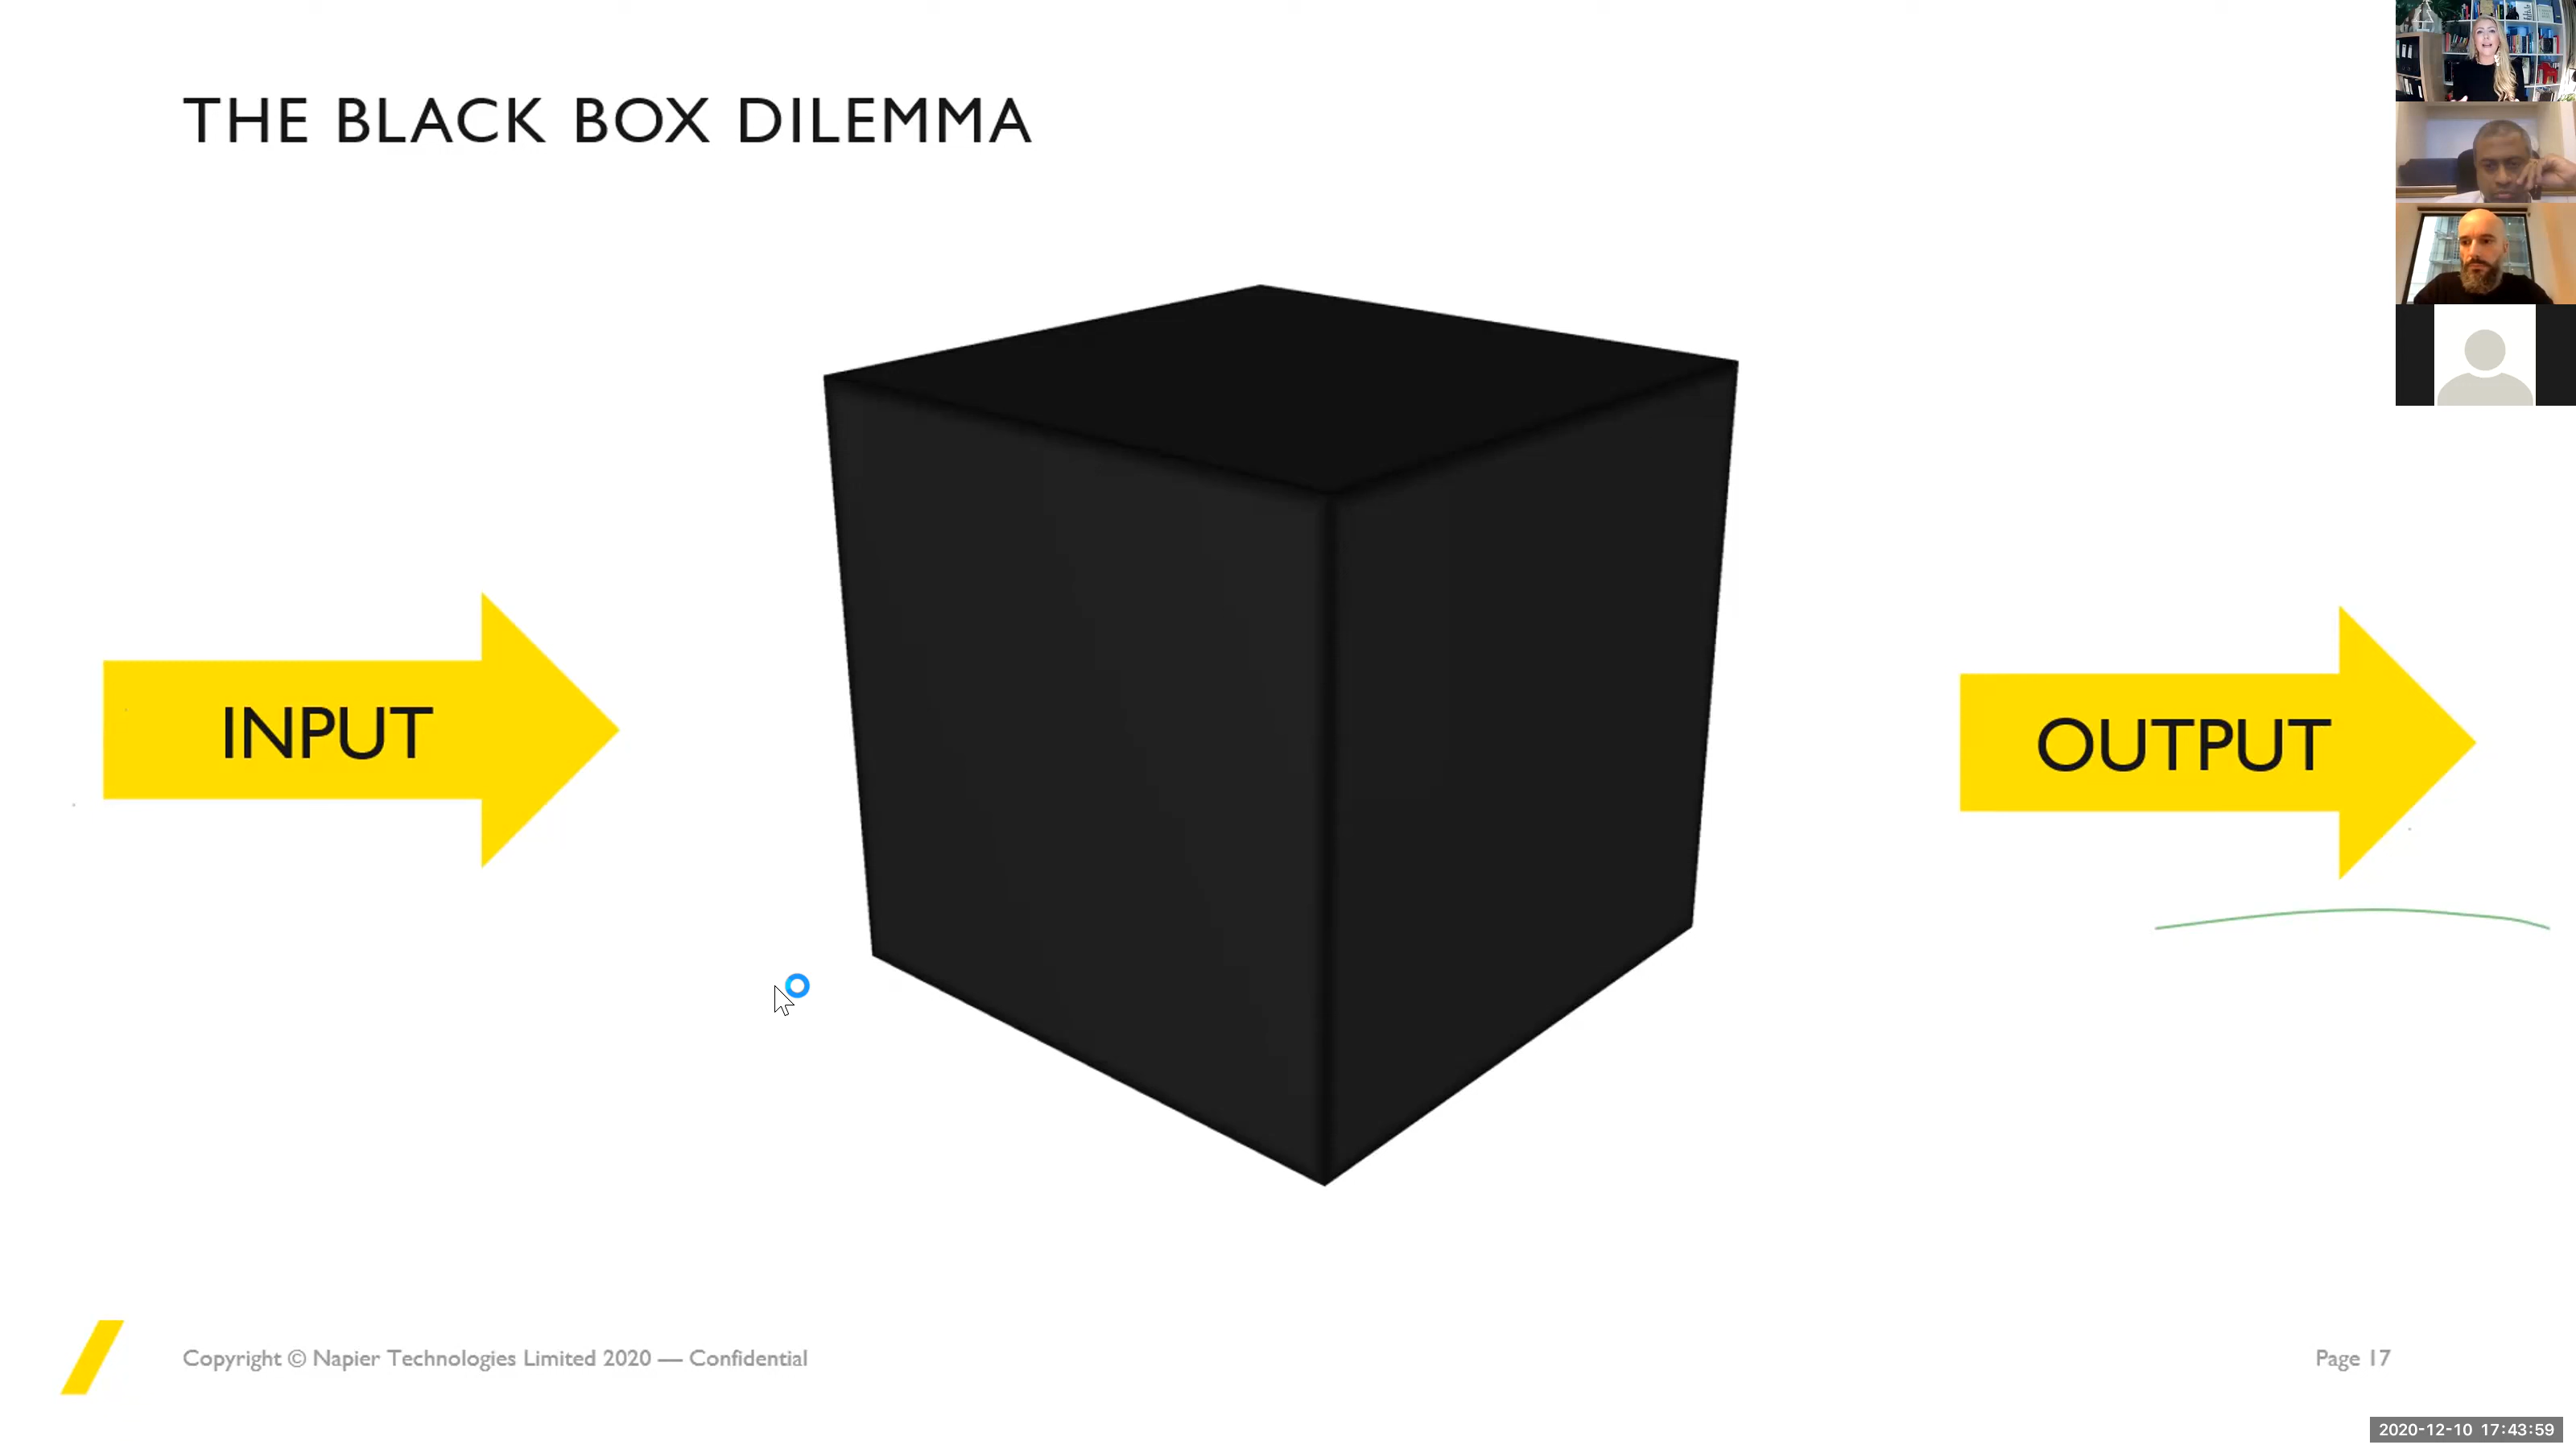 THE BLACK BOX DILEMMA
INPUT
OUTPUT
Copyright © Napier Technologies Limited 2020 — Confidential
Page 17
2020-12-10 17:43:59